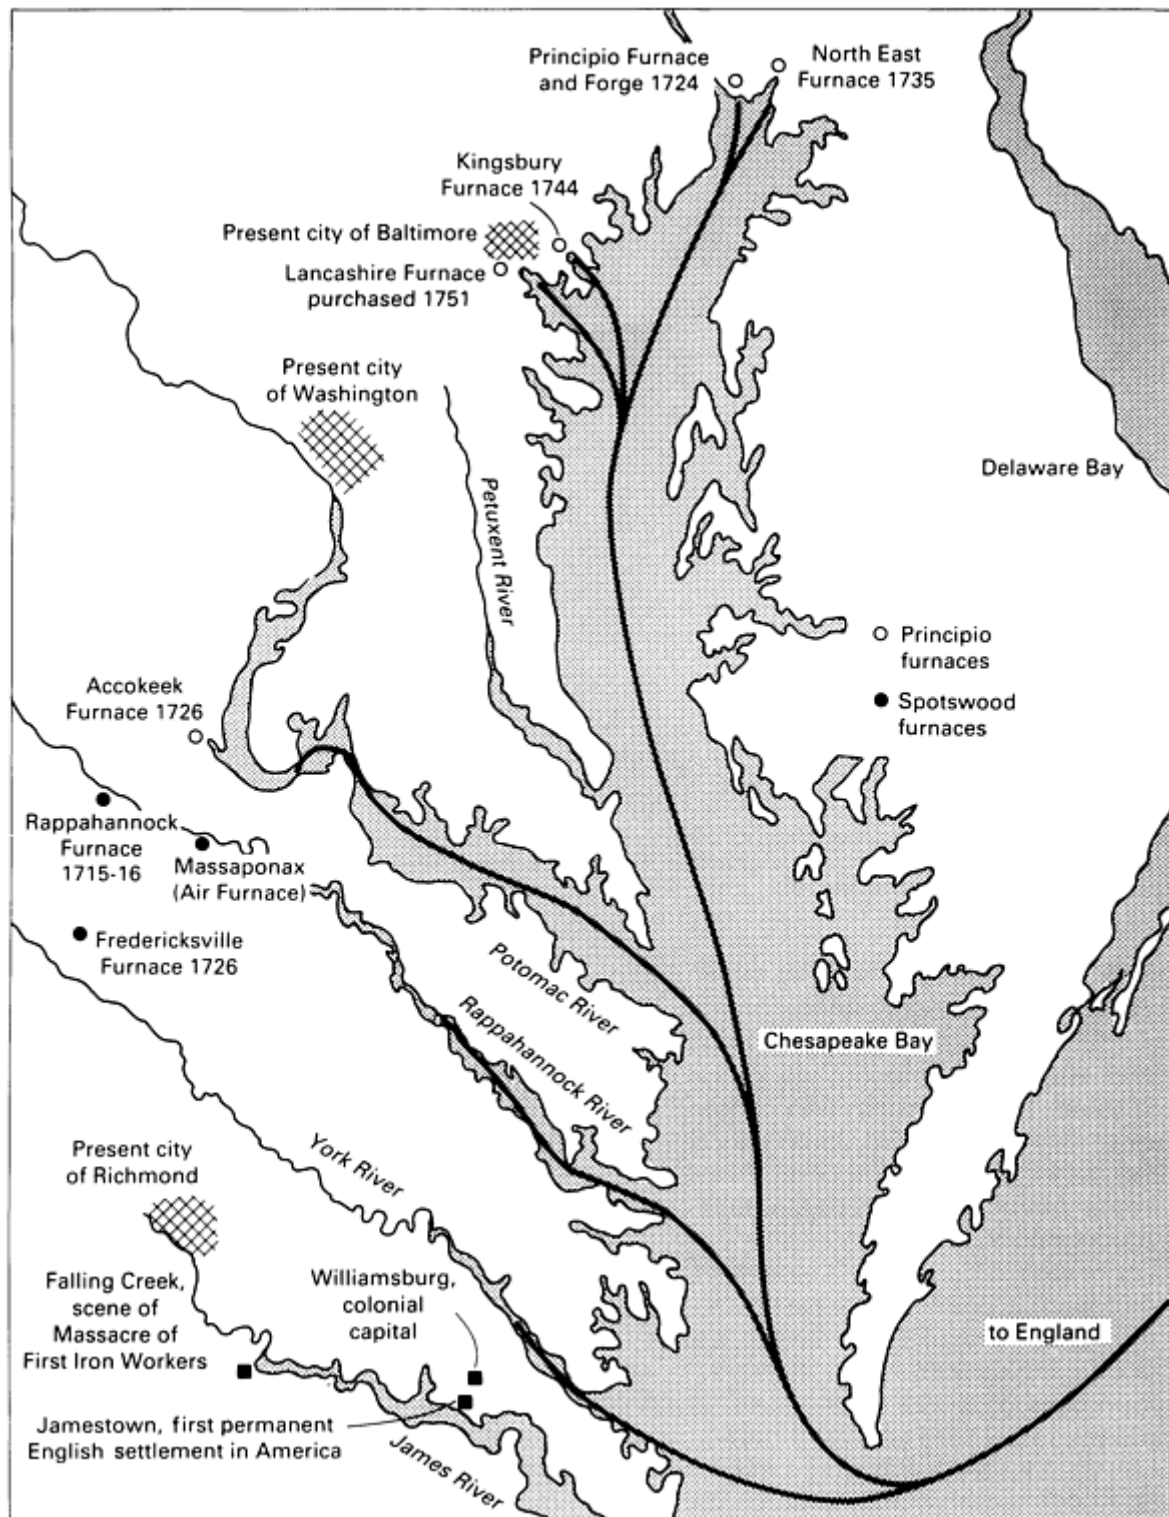 Principio Furnace
and Forge 1724
North East
Furnace 1735
Kingsbury
Furnace 1744
Present city of Baltimore
Lancashire Furnace
purchased 1751
Present city
of Washington
Petuxent River
Delaware Bay
Principio
furnaces
Spotswood
furnaces
Accokeek
Furnace 1726
Rappahannock
Furnace
1715-16
Massaponax
(Air Furnace)
Fredericksville
Furnace 1726
Potomac River
Rappahannock River
Chesapeake Bay
York River
Present city
of Richmond
Falling Creek,
scene of
Massacre of
First Iron Workers
Williamsburg,
colonial
capital
to England
Jamestown, first permanent
English settlement in America
James River